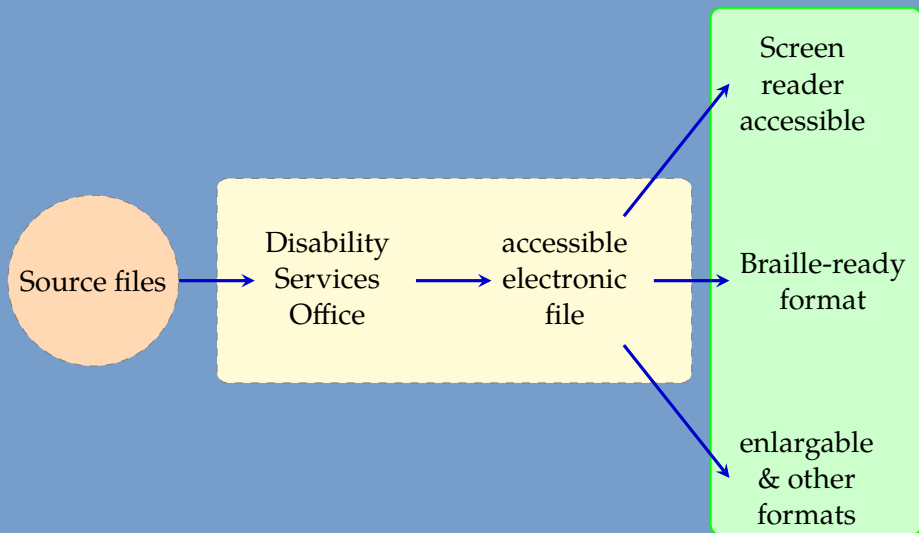 Source files
Disability
Services
Office
accessible
electronic
file
Screen
reader
accessible
Braille-ready
format
enlargable
& other
formats